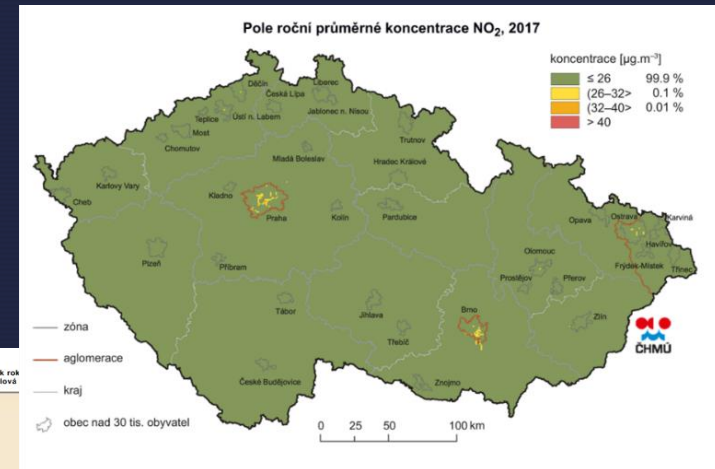 Pole roční průměrné koncentrace NO₂, 2017
koncentrace [µg.m⁻³]
≤ 26 99.9 %
(26–32> 0.1 %
(32–40> 0.01 %
> 40
Děčín
Liberec
Česká Lípa
Teplice
Ústí n. Labem
Jablonec n. Nisou
Most
Chomutov
Trutnov
Mladá Boleslav
Hradec Králové
Karlovy Vary
Kladno
Cheb
Praha
Kolín
Pardubice
Opava
Ostrava
Karviná
Havířov
Olomouc
Frýdek-Místek
Třinec
Plzeň
Příbram
Prostějov
Přerov
Tábor
Jihlava
Brno
Zlín
Třebíč
České Budějovice
Znojmo
ČHMÚ
zóna
aglomerace
kraj
obec nad 30 tis. obyvatel
0 25 50 100 km
k rok
lová